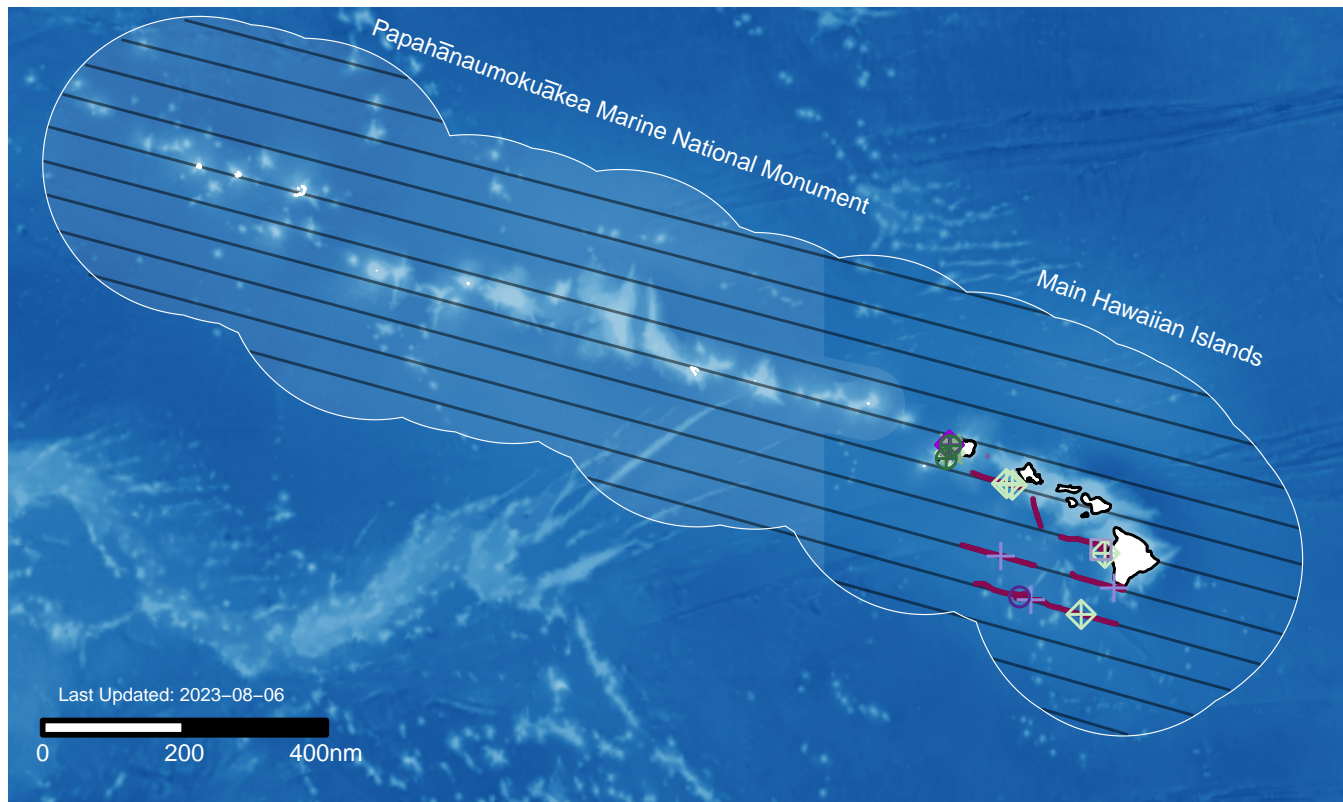 Papahānaumokuākea Marine National Monument
Main Hawaiian Islands
Last Updated: 2023−08−06
0 200 400nm